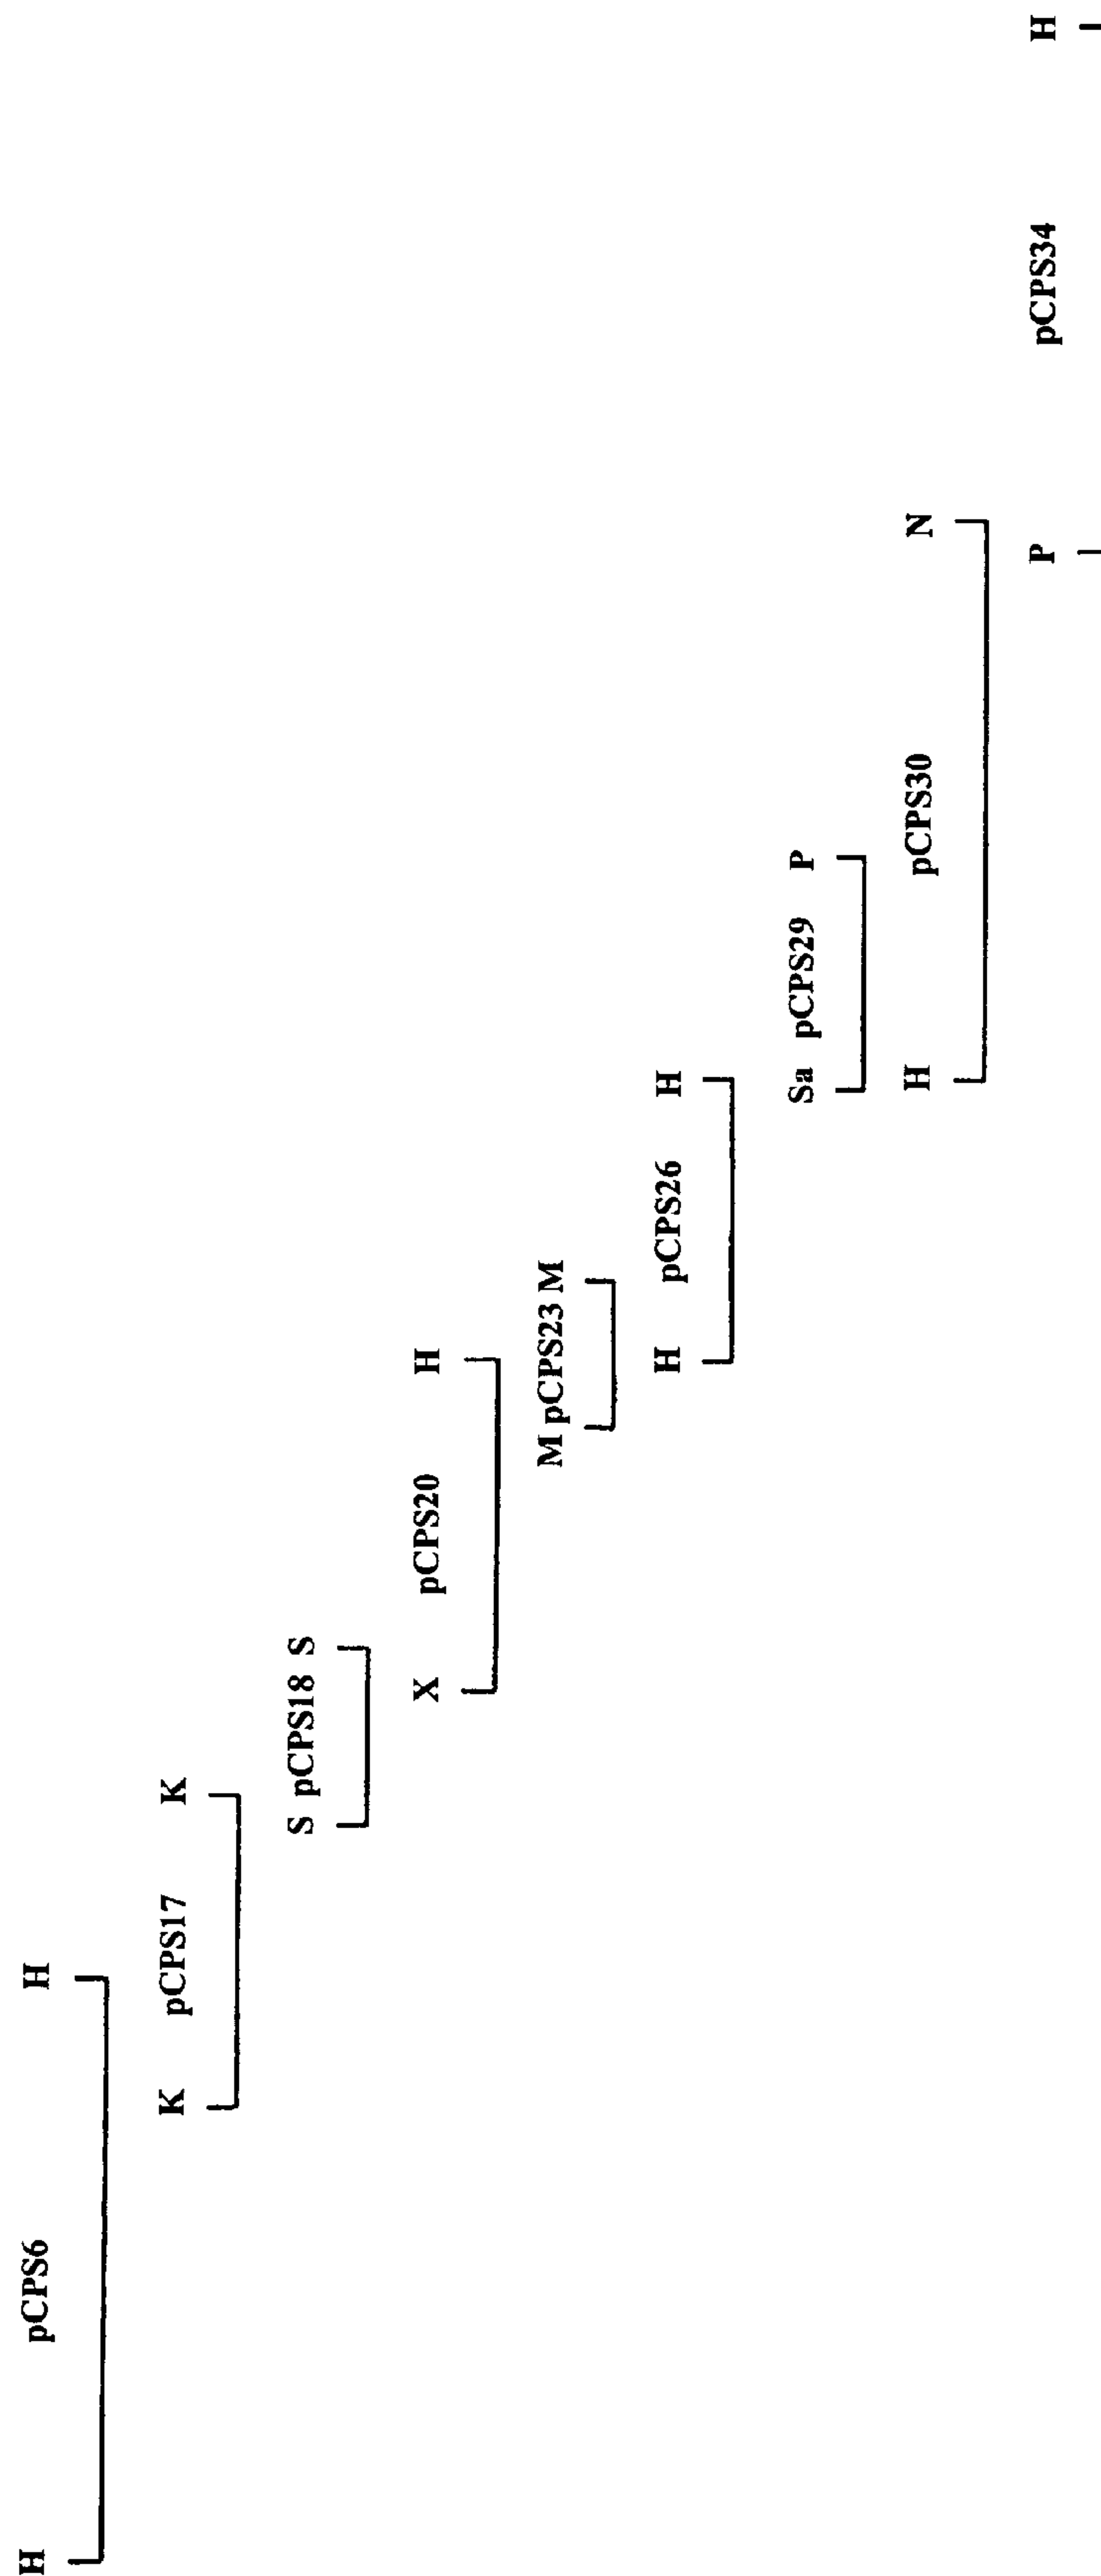 H pCPS6 H
K pCPS17 K
S pCPS18 S
X pCPS20 H
M pCPS23 M
H pCPS26 H
Sa pCPS29 P
H pCPS30 N
P pCPS34 H